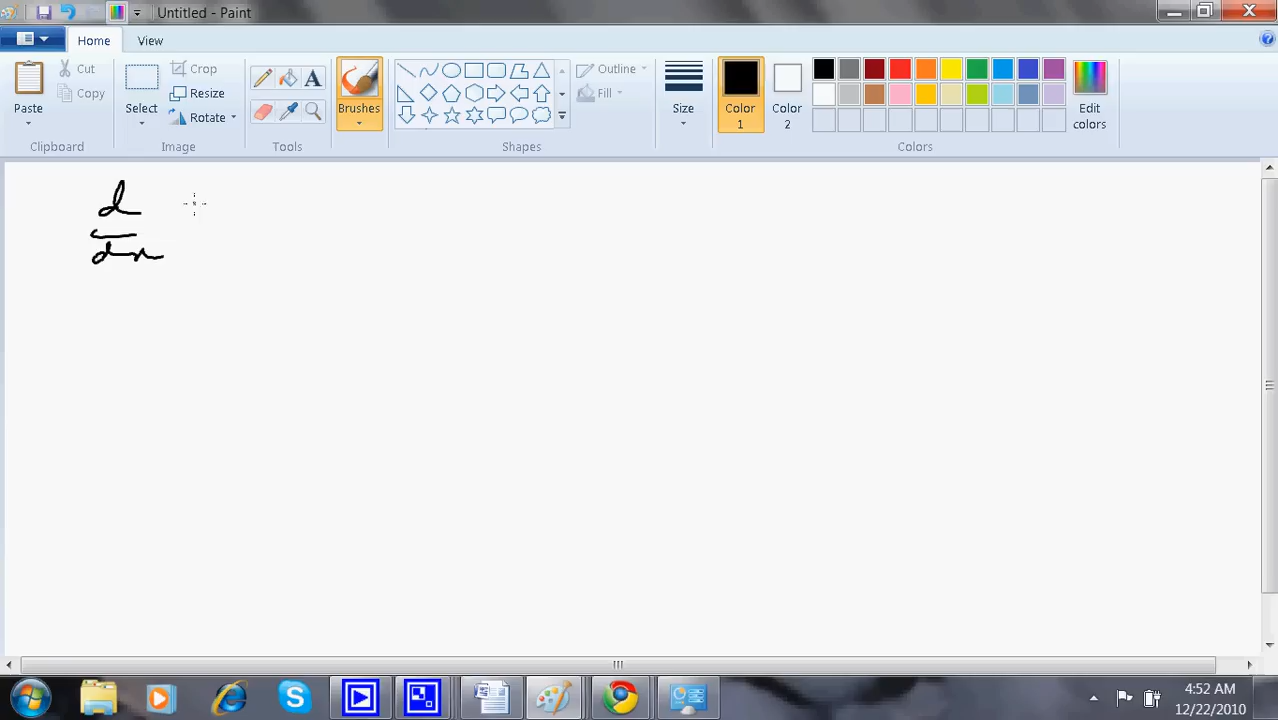 Untitled - Paint
Home View
Paste Cut Copy Select Crop Resize Rotate A Brushes Outline Fill Size Color 1 Color 2 Edit colors
Clipboard Image Tools Shapes Colors
d
dx
4:52 AM
12/22/2010